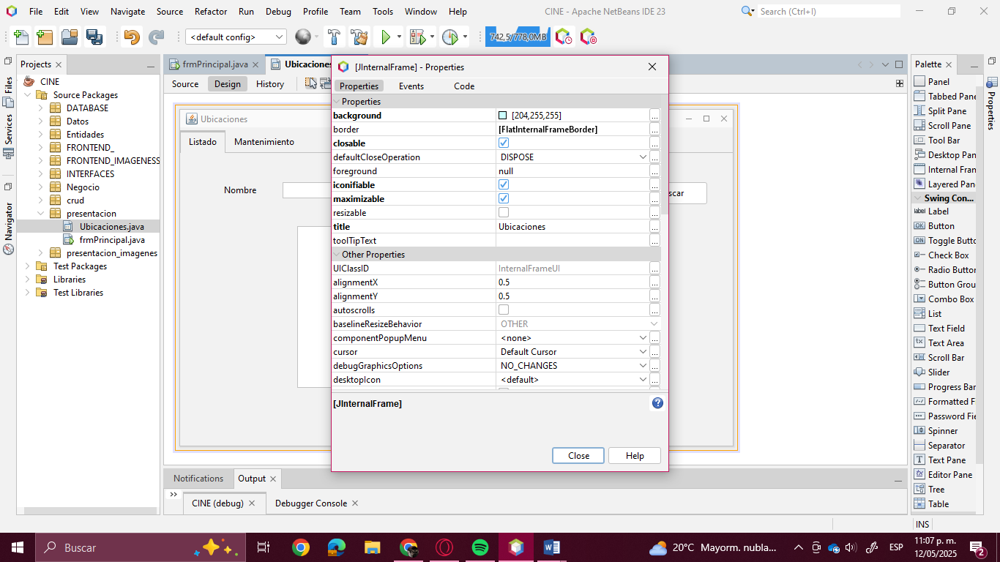 File Edit View Navigate Source Refactor Run Debug Profile Team Tools Window Help
CINE - Apache NetBeans IDE 23
Search (Ctrl+I)
<default config>
742,5/778,0MB
Projects
Files
Services
Navigator
CINE
Source Packages
DATABASE
Datos
Entidades
FRONTEND_
FRONTEND_IMAGENESS
INTERFACES
Negocio
crud
presentacion
Ubicaciones.java
frmPrincipal.java
presentacion_imagenes
Test Packages
Libraries
Test Libraries
frmPrincipal.java
Ubicaciones
Source Design History
Ubicaciones
Listado Mantenimiento
Nombre
scar
[JInternalFrame] - Properties
Properties Events Code
Properties
background [204,255,255] ...
border [FlatInternalFrameBorder] ...
closable ...
defaultCloseOperation DISPOSE ...
foreground null ...
iconifiable ...
maximizable ...
resizable ...
title Ubicaciones ...
toolTipText ...
Other Properties
UIClassID InternalFrameUI ...
alignmentX 0.5 ...
alignmentY 0.5 ...
autoscrolls ...
baselineResizeBehavior OTHER
componentPopupMenu <none> ...
cursor Default Cursor ...
debugGraphicsOptions NO_CHANGES ...
desktopIcon <default> ...
[JInternalFrame]
?
Close Help
Palette
Properties
Panel
Tabbed Pane
Split Pane
Scroll Pane
Tool Bar
Desktop Pan
Internal Fran
Layered Pan
Swing Con...
label Label
OK Button
ON Toggle Butto
Check Box
Radio Button
Button Grou
Combo Box
List
Text Field
Text Area
Scroll Bar
Slider
Progress Bar
Formatted F
Password Fie
Spinner
Separator
T Text Pane
Editor Pane
Tree
Table
Notifications Output
CINE (debug) Debugger Console
INS
Buscar
20°C Mayorm. nubla...
ESP
11:07 p. m.
12/05/2025
2